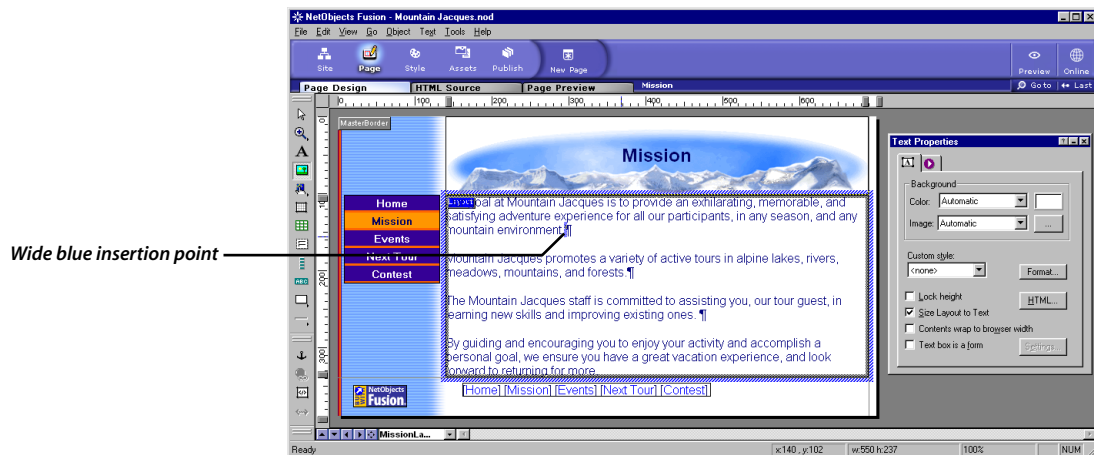 NetObjects Fusion - Mountain Jacques.nod
File Edit View Go Object Text Tools Help
Site Page Style Assets Publish New Page Preview Online
Page Design HTML Source Page Preview Mission Go to Last
0 100 200 300 400 500 600
MasterBorder
Mission
Layout
oal at Mountain Jacques is to provide an exhilarating, memorable, and
satisfying adventure experience for all our participants, in any season, and any
mountain environment.¶
Mountain Jacques promotes a variety of active tours in alpine lakes, rivers,
meadows, mountains, and forests.¶
The Mountain Jacques staff is committed to assisting you, our tour guest, in
learning new skills and improving existing ones. ¶
By guiding and encouraging you to enjoy your activity and accomplish a
personal goal, we ensure you have a great vacation experience, and look
forward to returning for more.
[Home] [Mission] [Events] [Next Tour] [Contest]
Home
Mission
Events
Next Tour
Contest
Wide blue insertion point
NetObjects
Fusion
Text Properties
Background
Color: Automatic
Image: Automatic ...
Custom style:
<none> Format...
Lock height HTML...
Size Layout to Text
Contents wrap to browser width
Text box is a form Settings...
MissionLa...
Ready x:140 , y:102 w:550 h:237 100% NUM